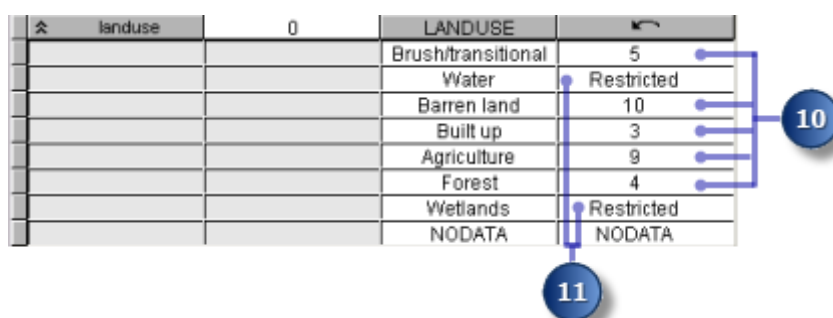 landuse 0 LANDUSE
Brush/transitional 5
Water Restricted
Barren land 10
Built up 3
Agriculture 9
Forest 4
Wetlands Restricted
NODATA NODATA
10
11